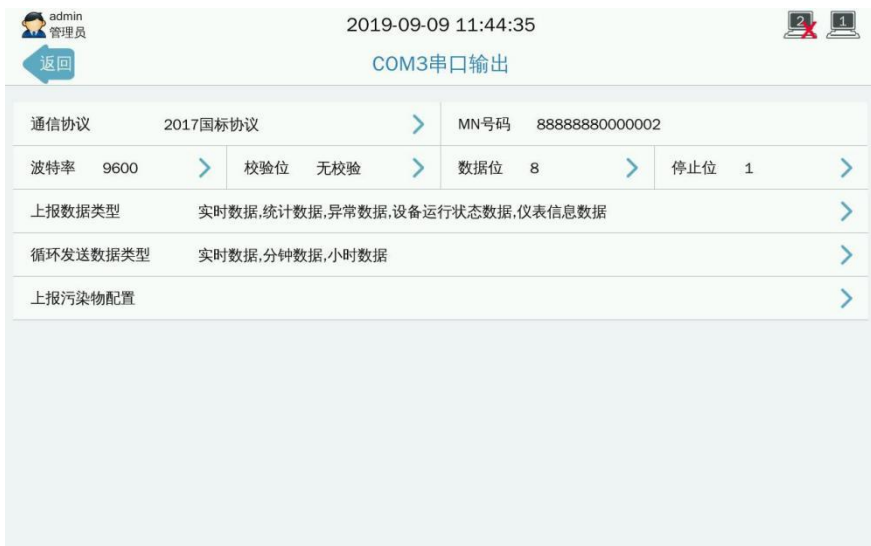 admin
管理员
2019-09-09 11:44:35
2
1
返回
COM3串口输出
通信协议 2017国标协议 MN号码 88888880000002
波特率 9600 校验位 无校验 数据位 8 停止位 1
上报数据类型 实时数据,统计数据,异常数据,设备运行状态数据,仪表信息数据
循环发送数据类型 实时数据,分钟数据,小时数据
上报污染物配置